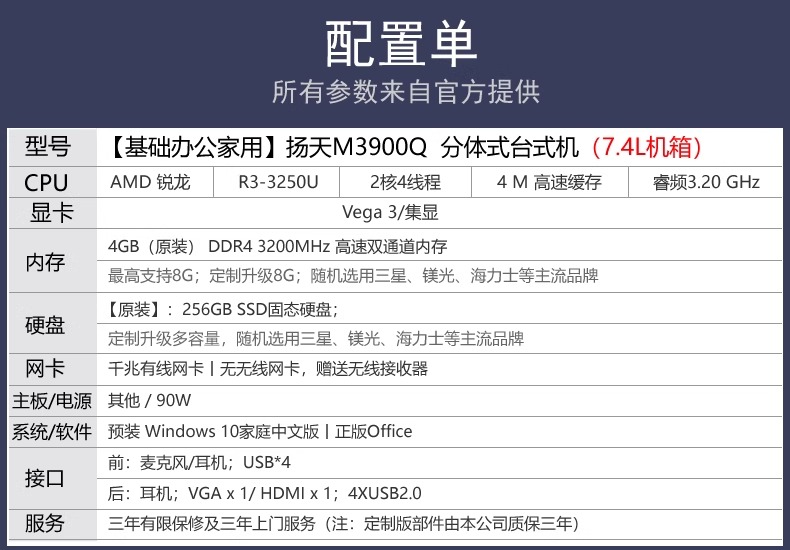 配置单
所有参数来自官方提供
型号 【基础办公家用】扬天M3900Q 分体式台式机（7.4L机箱）
CPU AMD 锐龙 R3-3250U 2核4线程 4 M 高速缓存 睿频3.20 GHz
显卡 Vega 3/集显
内存 4GB（原装） DDR4 3200MHz 高速双通道内存
最高支持8G；定制升级8G；随机选用三星、镁光、海力士等主流品牌
硬盘 【原装】：256GB SSD固态硬盘；
定制升级多容量，随机选用三星、镁光、海力士等主流品牌
网卡 千兆有线网卡丨无无线网卡，赠送无线接收器
主板/电源 其他 / 90W
系统/软件 预装 Windows 10家庭中文版丨正版Office
接口 前：麦克风/耳机；USB*4
后：耳机；VGA x 1/ HDMI x 1；4XUSB2.0
服务 三年有限保修及三年上门服务（注：定制版部件由本公司质保三年）